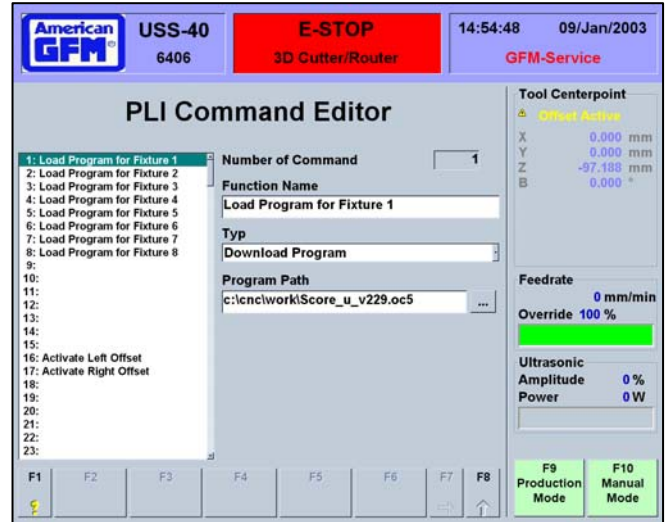 American
GFM®
USS-40
6406
E-STOP
3D Cutter/Router
14:54:48 09/Jan/2003
GFM-Service
PLI Command Editor
1: Load Program for Fixture 1
2: Load Program for Fixture 2
3: Load Program for Fixture 3
4: Load Program for Fixture 4
5: Load Program for Fixture 5
6: Load Program for Fixture 6
7: Load Program for Fixture 7
8: Load Program for Fixture 8
9:
10:
11:
12:
13:
14:
15:
16: Activate Left Offset
17: Activate Right Offset
18:
19:
20:
21:
22:
23:
Number of Command 1
Function Name
Load Program for Fixture 1
Typ
Download Program
Program Path
c:\cnc\work\Score_u_v229.oc5 ...
Tool Centerpoint
Offset Active
X 0.000 mm
Y 0.000 mm
Z -97.188 mm
B 0.000 °
Feedrate
0 mm/min
Override 100 %
Ultrasonic
Amplitude 0 %
Power 0 W
F1 F2 F3 F4 F5 F6 F7 F8
?
F9
Production
Mode
F10
Manual
Mode